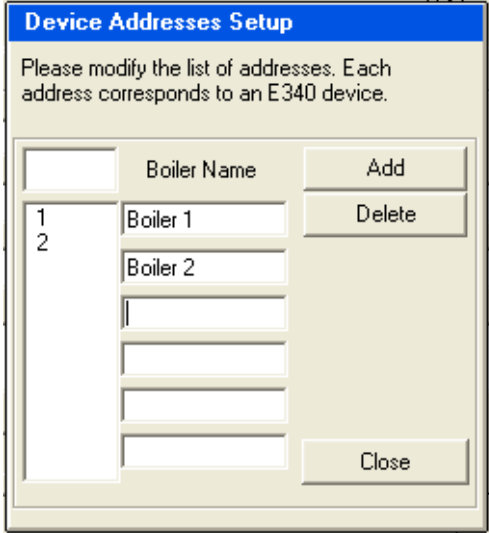 Device Addresses Setup
Please modify the list of addresses. Each
address corresponds to an E340 device.
Boiler Name
Add
1
Boiler 1
Delete
2
Boiler 2
Close